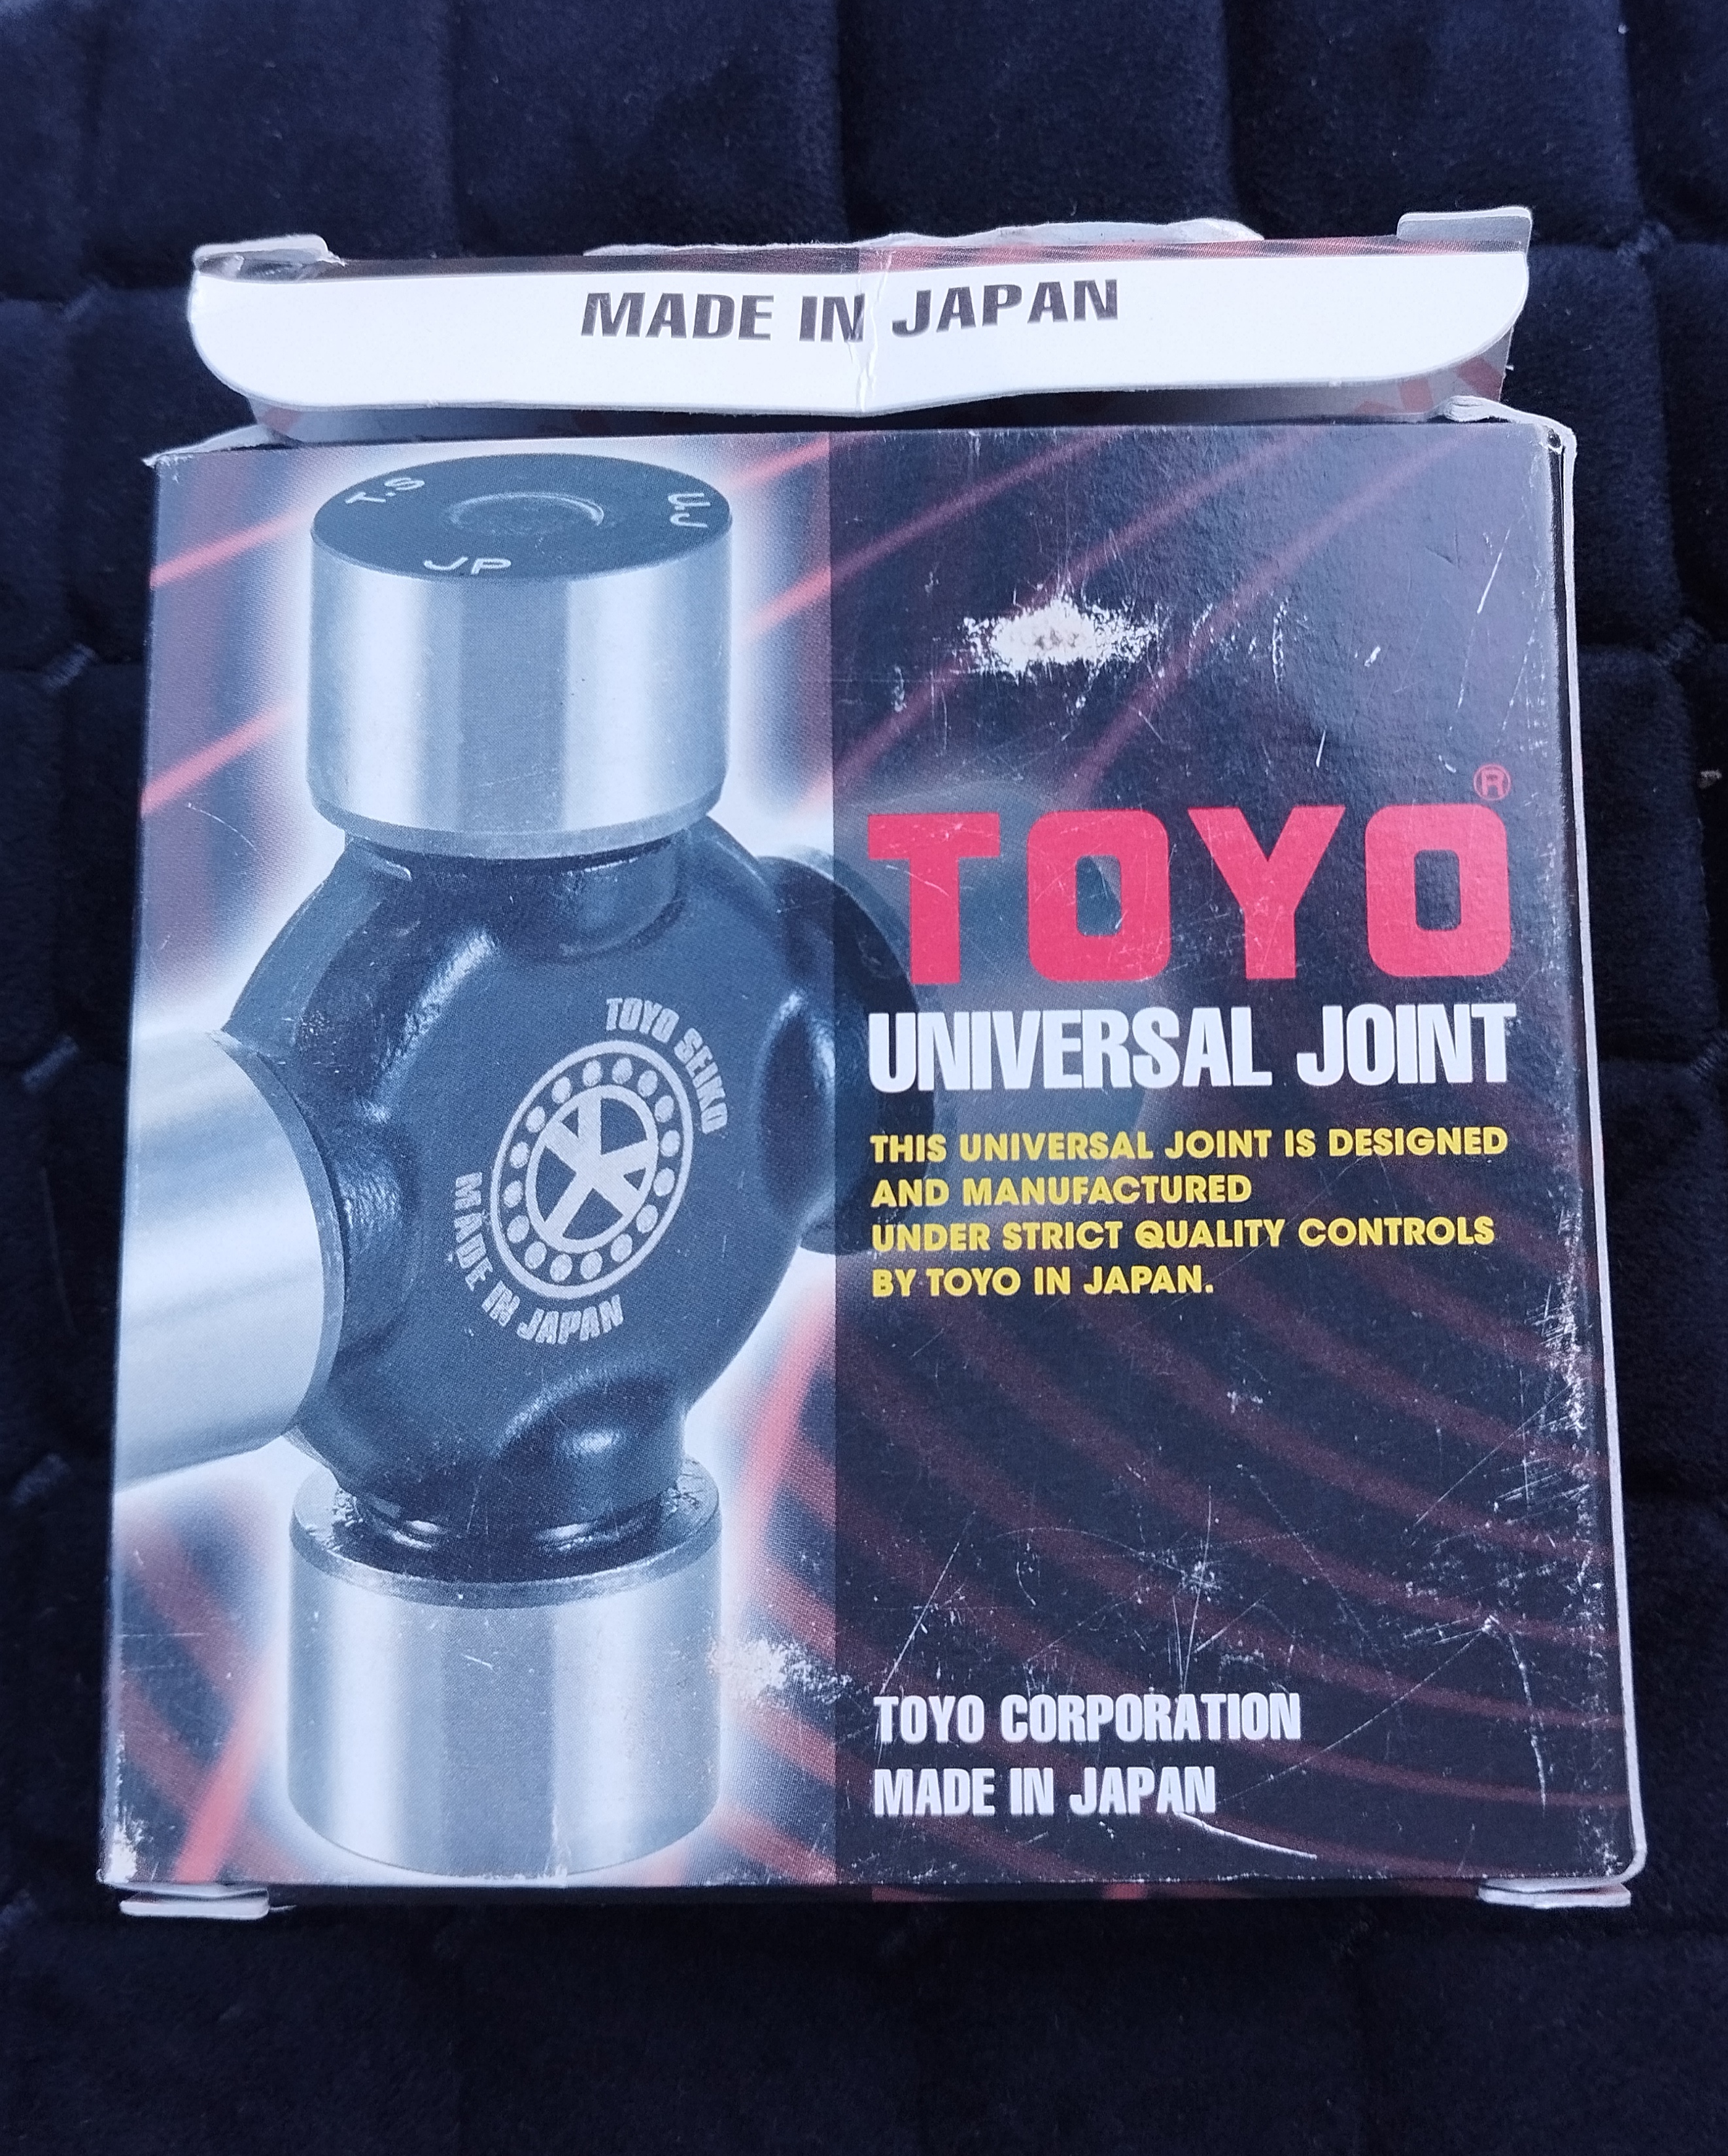 MADE IN JAPAN
T.S
U.J
JP
TOYO®
UNIVERSAL JOINT
THIS UNIVERSAL JOINT IS DESIGNED
AND MANUFACTURED
UNDER STRICT QUALITY CONTROLS
BY TOYO IN JAPAN.
TOYO SEIKO
MADE IN JAPAN
TOYO CORPORATION
MADE IN JAPAN